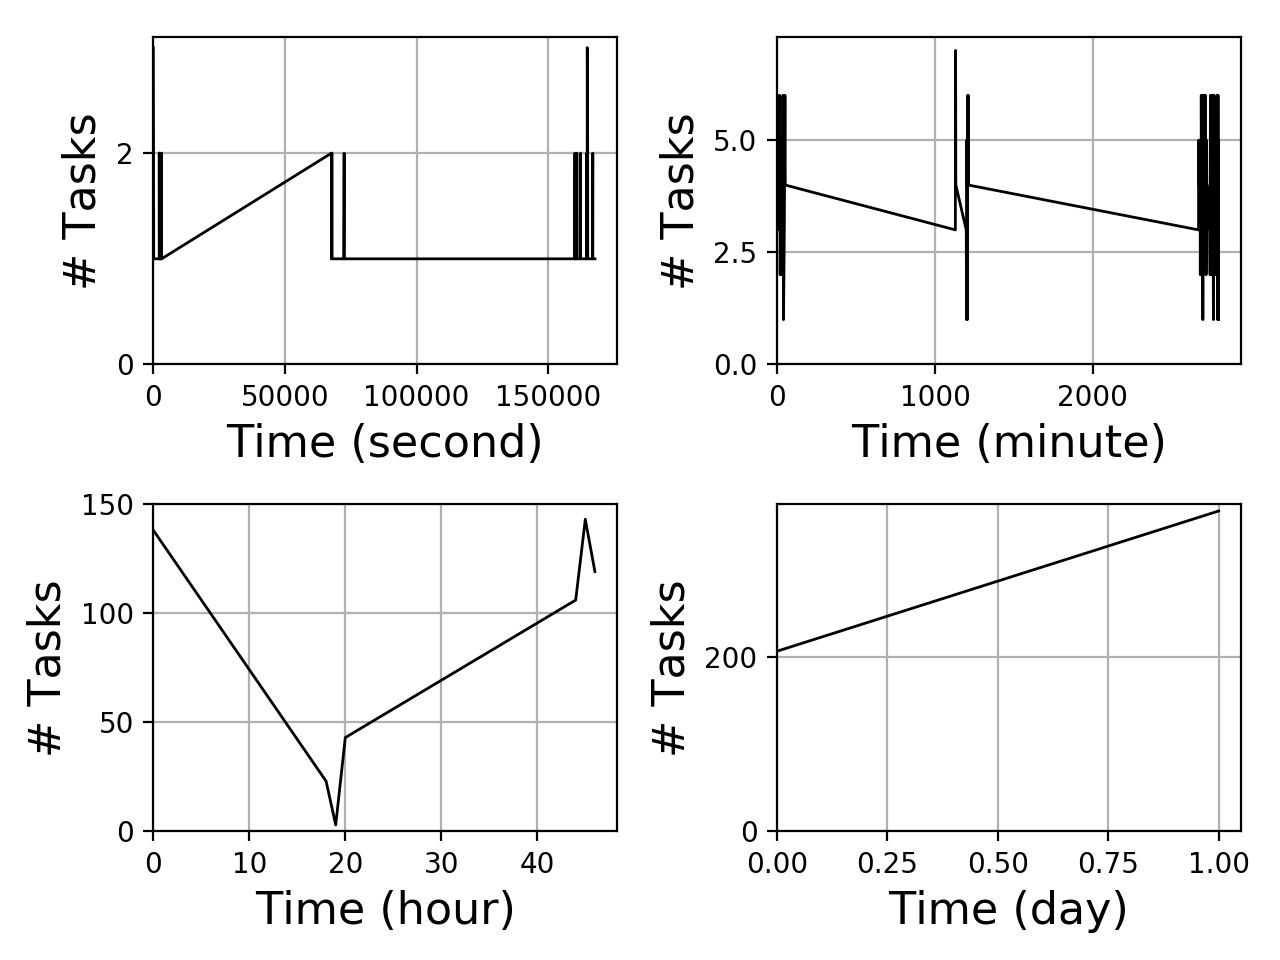 # Tasks
2
0
0 50000 100000 150000
Time (second)
# Tasks
5.0
2.5
0.0
0 1000 2000
Time (minute)
# Tasks
150
100
50
0
0 10 20 30 40
Time (hour)
# Tasks
200
0
0.00 0.25 0.50 0.75 1.00
Time (day)